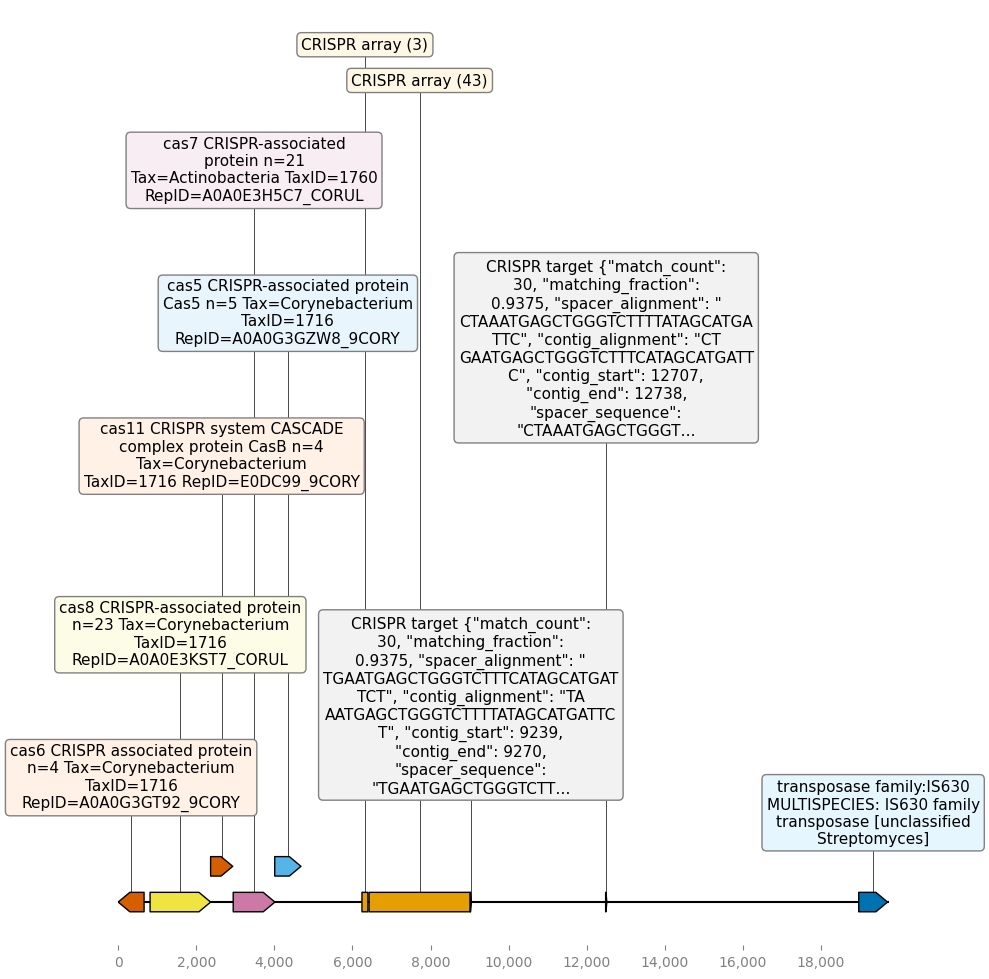 CRISPR array (3)
CRISPR array (43)
cas7 CRISPR-associated
protein n=21
Tax=Actinobacteria TaxID=1760
RepID=A0A0E3H5C7_CORUL
CRISPR target {"match_count":
30, "matching_fraction":
0.9375, "spacer_alignment": "
CTAAATGAGCTGGGTCTTTTATAGCATGA
TTC", "contig_alignment": "CT
GAATGAGCTGGGTCTTTCATAGCATGATT
C", "contig_start": 12707,
"contig_end": 12738,
"spacer_sequence":
"CTAAATGAGCTGGGT...
cas5 CRISPR-associated protein
Cas5 n=5 Tax=Corynebacterium
TaxID=1716
RepID=A0A0G3GZW8_9CORY
cas11 CRISPR system CASCADE
complex protein CasB n=4
Tax=Corynebacterium
TaxID=1716 RepID=E0DC99_9CORY
cas8 CRISPR-associated protein
n=23 Tax=Corynebacterium
TaxID=1716
RepID=A0A0E3KST7_CORUL
CRISPR target {"match_count":
30, "matching_fraction":
0.9375, "spacer_alignment": "
TGAATGAGCTGGGTCTTTCATAGCATGAT
TCT", "contig_alignment": "TA
AATGAGCTGGGTCTTTTATAGCATGATTC
T", "contig_start": 9239,
"contig_end": 9270,
"spacer_sequence":
"TGAATGAGCTGGGTCTT...
cas6 CRISPR associated protein
n=4 Tax=Corynebacterium
TaxID=1716
RepID=A0A0G3GT92_9CORY
transposase family:IS630
MULTISPECIES: IS630 family
transposase [unclassified
Streptomyces]
0 2,000 4,000 6,000 8,000 10,000 12,000 14,000 16,000 18,000